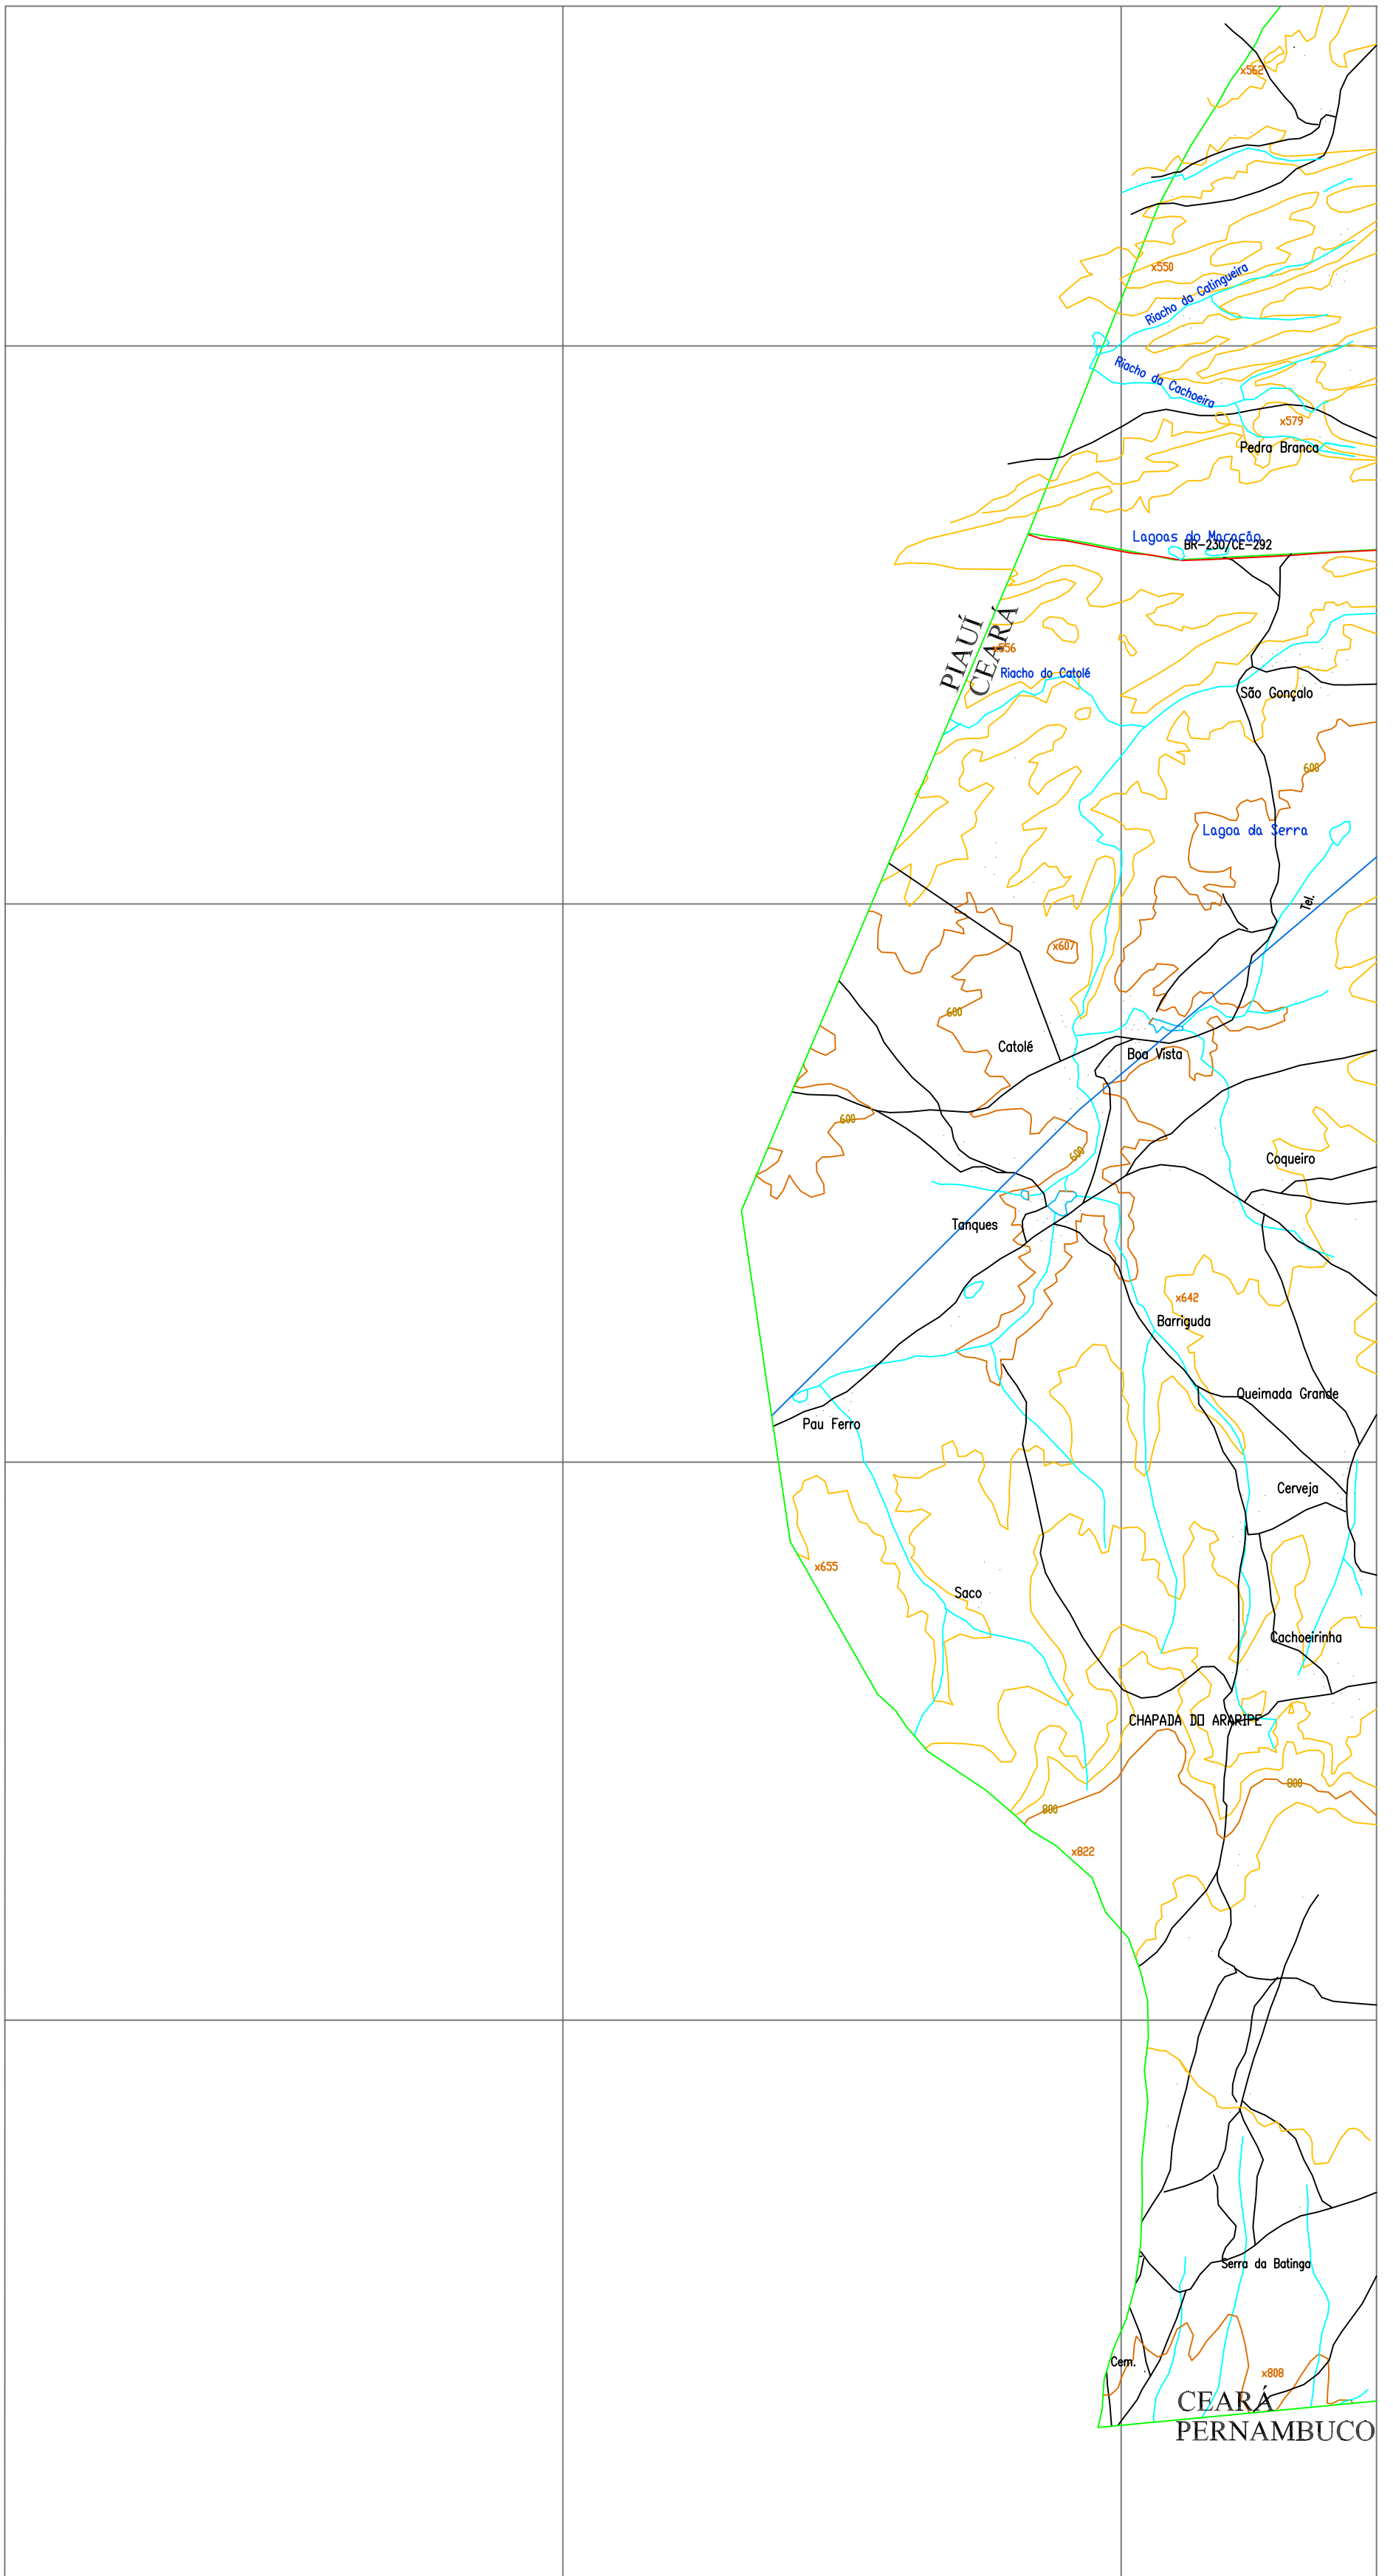 x562
x550
Riacho da Catingueira
Riacho da Cachoeira
x579
Pedra Branca
Lagoas do Macacão
BR-230/CE-292
PIAUÍ
CEARÁ
x556
Riacho do Catolé
São Gonçalo
600
Lagoa da Serra
Tel.
x607
600
Catolé
Boa Vista
600
600
Coqueiro
Tanques
x642
Barriguda
Queimada Grande
Pau Ferro
Cerveja
x655
Saco
Cachoeirinha
CHAPADA DO ARARIPE
800
800
x822
Serra da Batinga
Cem.
x808
CEARÁ
PERNAMBUCO